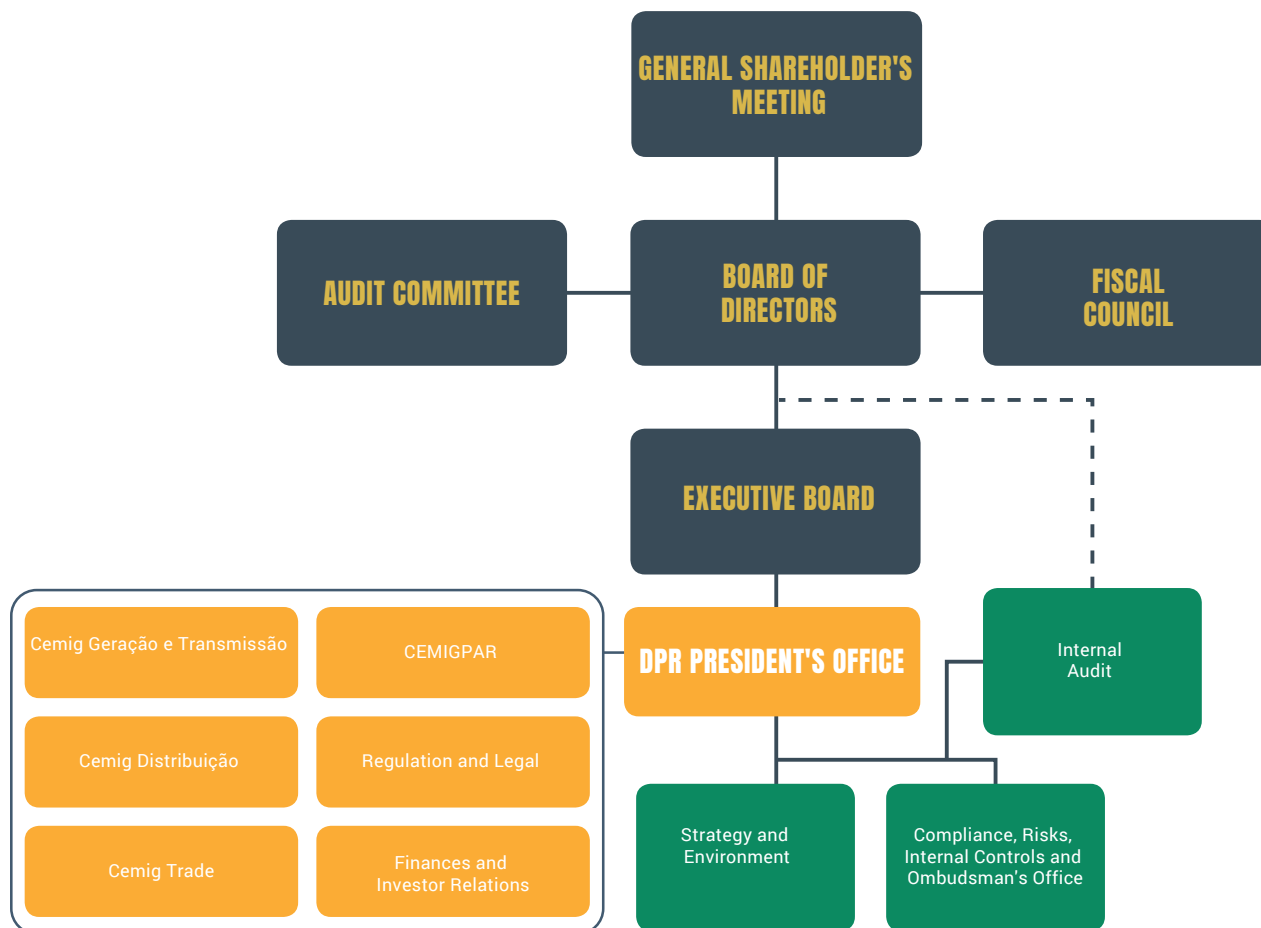 GENERAL SHAREHOLDER'S
MEETING
AUDIT COMMITTEE
BOARD OF
DIRECTORS
FISCAL
COUNCIL
EXECUTIVE BOARD
Cemig Geração e Transmissão
CEMIGPAR
DPR PRESIDENT'S OFFICE
Internal
Audit
Cemig Distribuição
Regulation and Legal
Cemig Trade
Finances and
Investor Relations
Strategy and
Environment
Compliance, Risks,
Internal Controls and
Ombudsman's Office